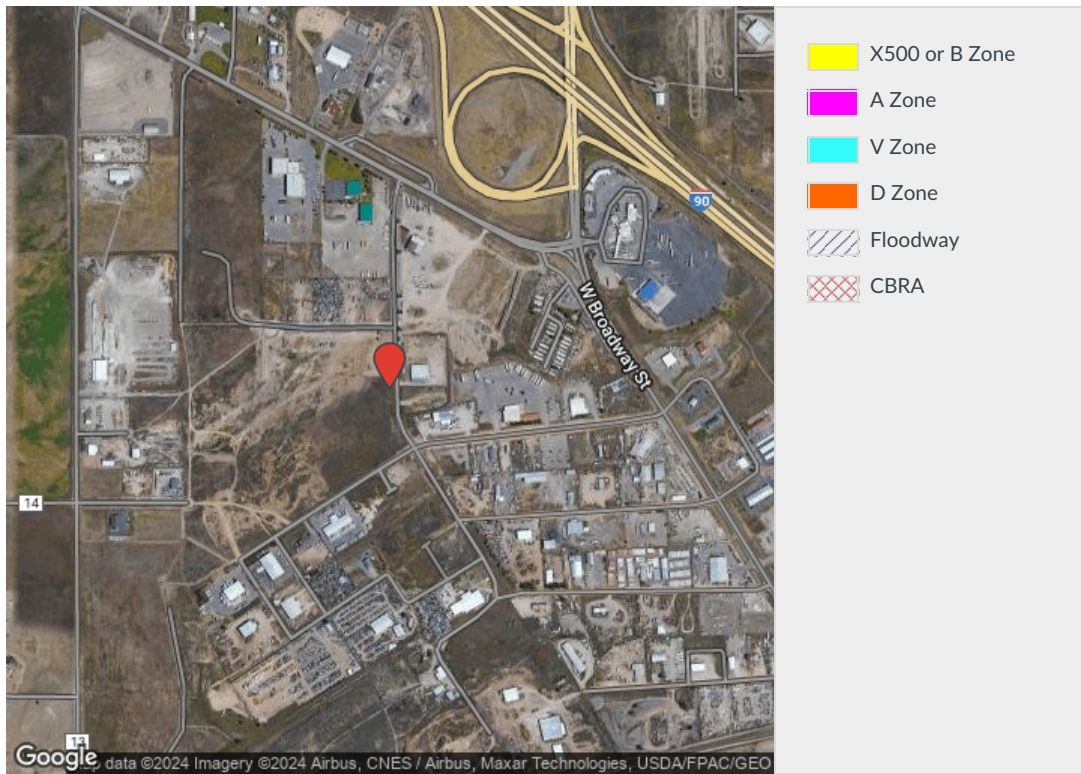 X500 or B Zone
A Zone
V Zone
D Zone
Floodway
CBRA
90
W Broadway St
14
13
Google
data ©2024 Imagery ©2024 Airbus, CNES / Airbus, Maxar Technologies, USDA/FPAC/GEO